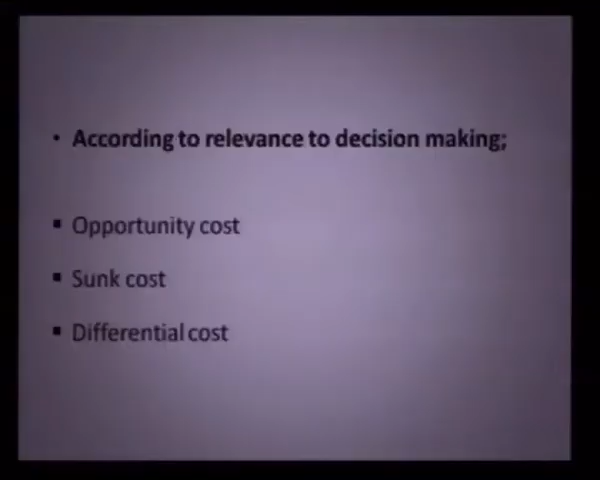 • According to relevance to decision making;
▪ Opportunity cost
▪ Sunk cost
▪ Differential cost